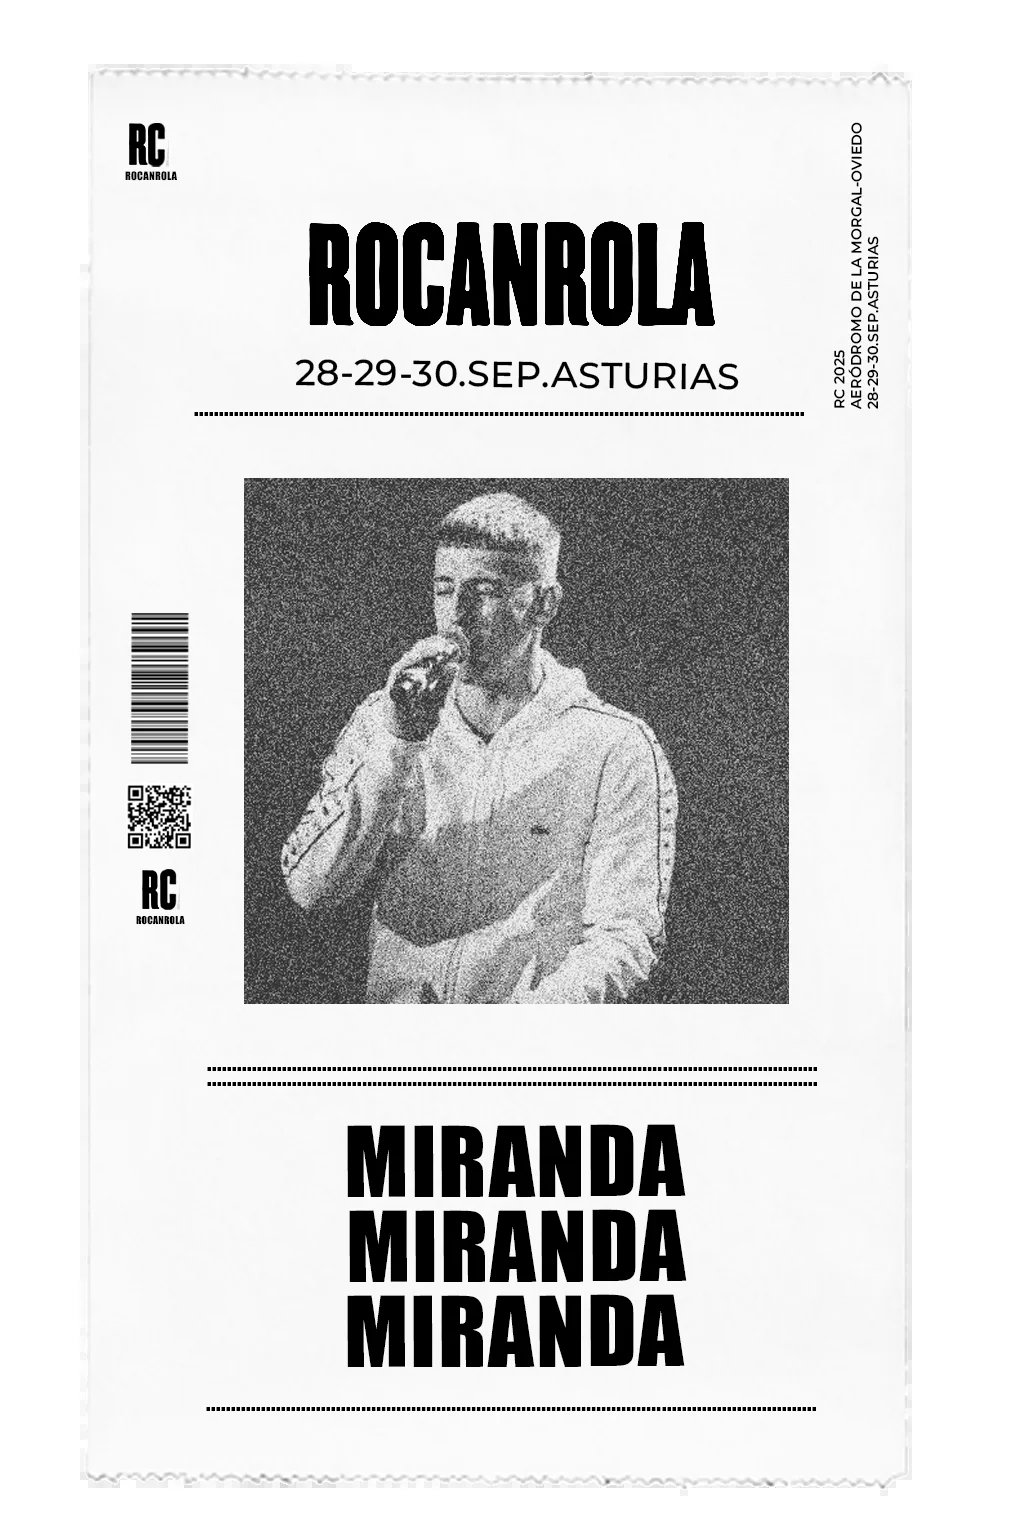 RC
ROCANROLA
RC 2025
AERÓDROMO DE LA MORGAL-OVIEDO
28-29-30.SEP.ASTURIAS
ROCANROLA
28-29-30.SEP.ASTURIAS
RC
ROCANROLA
MIRANDA
MIRANDA
MIRANDA